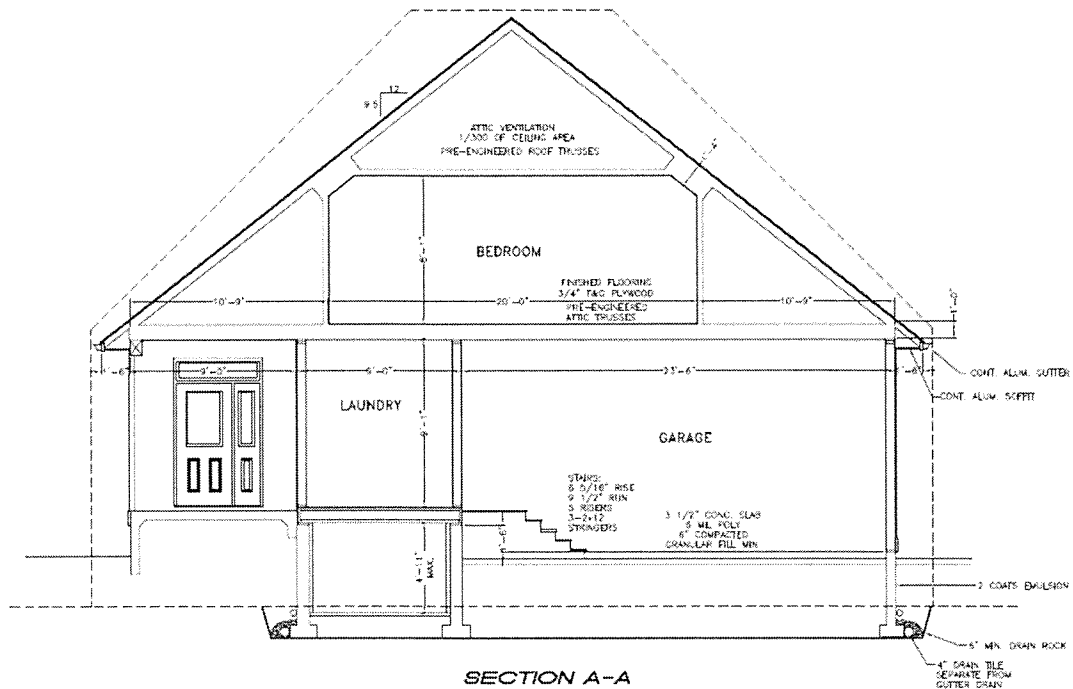 12
9.5
ATTIC VENTILATION
1/300 OF CEILING AREA
PRE-ENGINEERED ROOF TRUSSES
BEDROOM
FINISHED FLOORING
3/4" T&G PLYWOOD
PRE-ENGINEERED
ATTIC TRUSSES
10'-9"
20'-0"
10'-9"
1'-0"
9'-0"
23'-6"
CONT. ALUM. GUTTER
CONT. ALUM. SOFFIT
LAUNDRY
GARAGE
STAIRS:
9 1/2" RUN
5 RISERS
3-2x12
STRINGERS
3 1/2" CONC. SLAB
6 MIL POLY
6" COMPACTED
GRANULAR FILL MIN
4'-11"
MAX.
2 COATS EMULSION
6" MIN. DRAIN ROCK
4" DRAIN TILE
SEPARATE FROM
GUTTER DRAIN
SECTION A-A